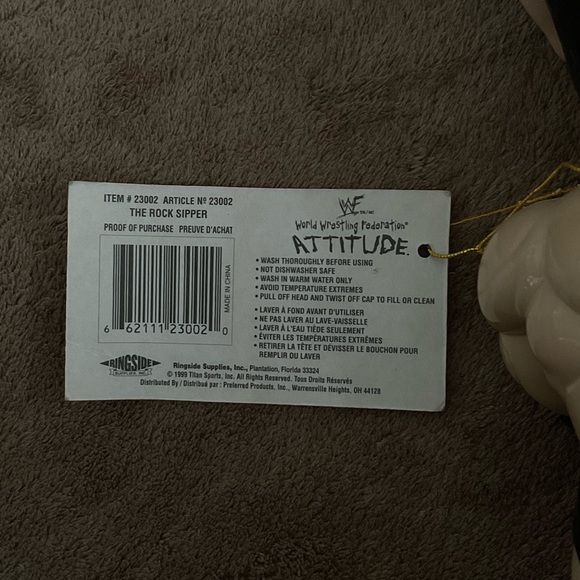 ITEM # 23002 ARTICLE Nº 23002
THE ROCK SIPPER
PROOF OF PURCHASE PREUVE D'ACHAT
MADE IN CHINA
6 62111 23002 0
WF
World Wrestling Federation®
ATTITUDE.
• WASH THOROUGHLY BEFORE USING
• NOT DISHWASHER SAFE
• WASH IN WARM WATER ONLY
• AVOID TEMPERATURE EXTREMES
• PULL OFF HEAD AND TWIST OFF CAP TO FILL OR CLEAN
• LAVER À FOND AVANT D'UTILISER
• NE PAS LAVER AU LAVE-VAISSELLE
• LAVER À L'EAU TIÈDE SEULEMENT
• ÉVITER LES TEMPÉRATURES EXTRÊMES
• RETIRER LA TÊTE ET DÉVISSER LE BOUCHON POUR
REMPLIR OU LAVER
RINGSIDE
SUPPLIES INC.
Ringside Supplies, Inc., Plantation, Florida 33324
© 1999 Titan Sports, Inc. All Rights Reserved. Tous Droits Réservés
Distributed By / Distribué par : Preferred Products, Inc., Warrensville Heights, OH 44128